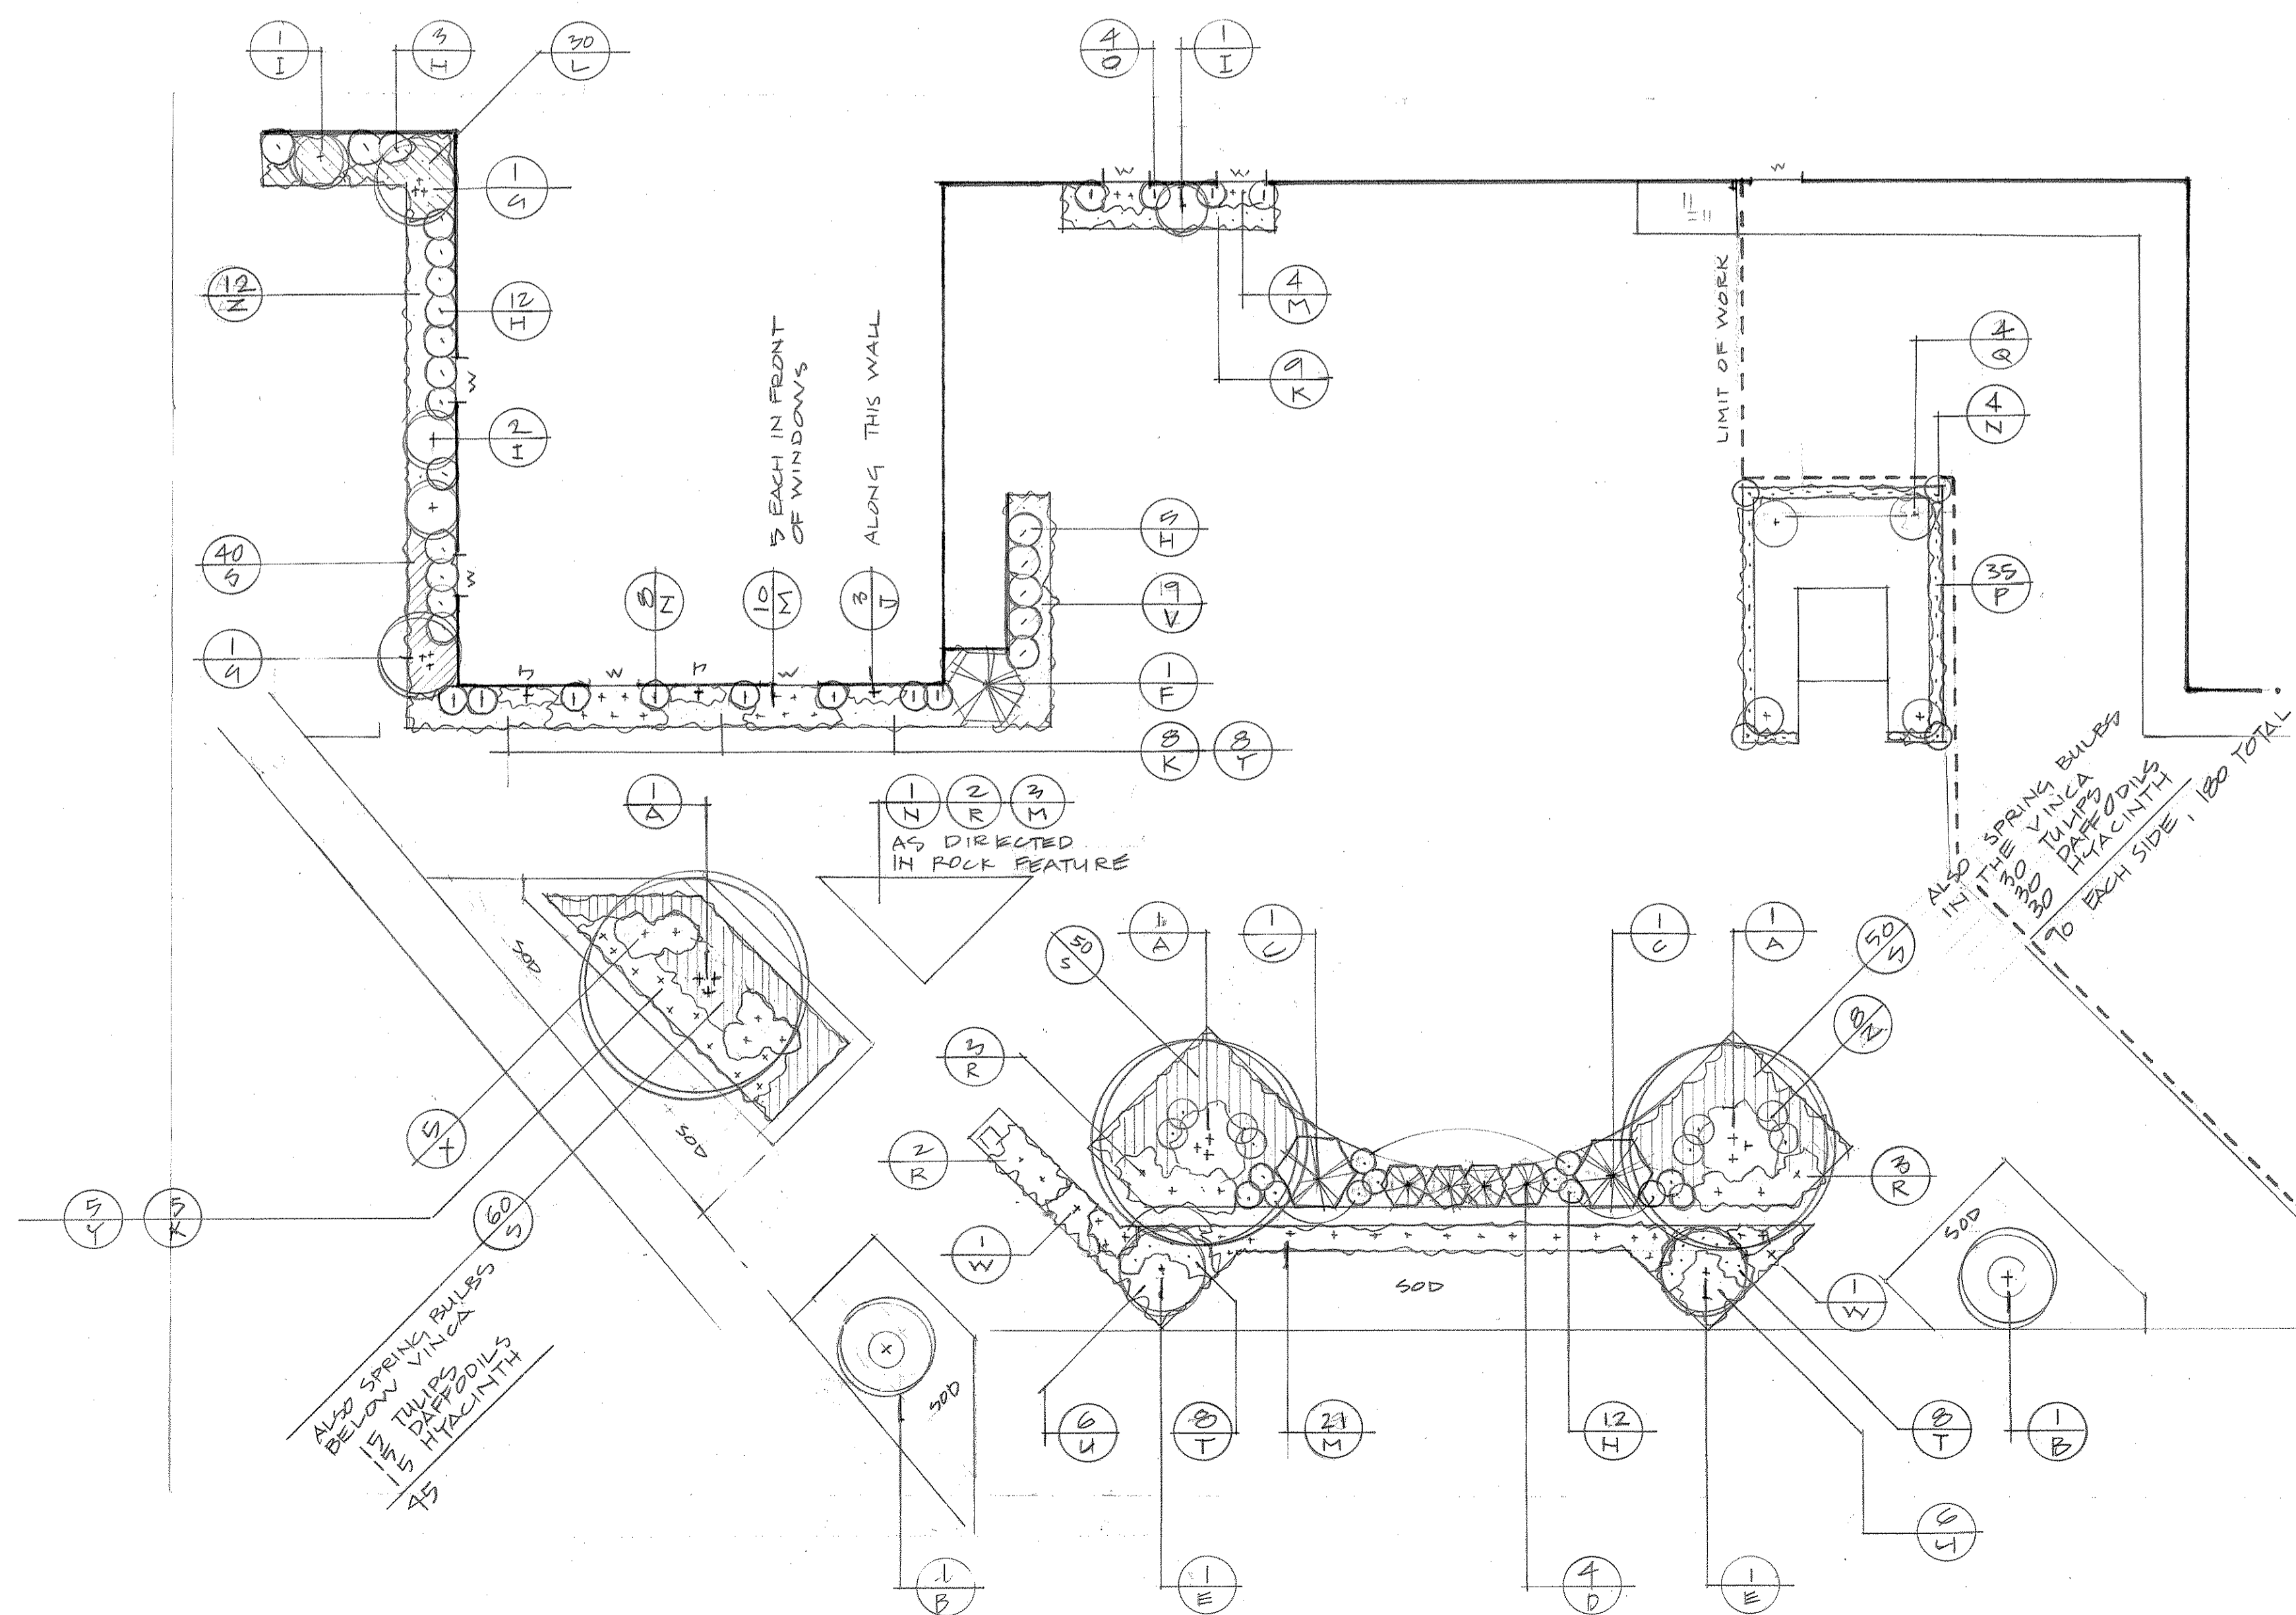 1
I
3
H
30
L
4
O
1
I
W
W
W
1
G
12
Z
12
H
4
M
9
K
LIMIT OF WORK
4
Q
4
N
W
2
I
5 EACH IN FRONT
OF WINDOWS
ALONG THIS WALL
5
H
40
S
W
8
N
10
M
3
J
19
V
35
P
1
G
W
W
1
F
8
K
8
T
1
A
1
N
2
R
3
M
AS DIRECTED
IN ROCK FEATURE
ALSO SPRING BULBS
IN THE VINCA
30 TULIPS
30 DAFFODILS
30 HYACINTH
90 EACH SIDE, 180 TOTAL
SOD
50
S
1
A
1
C
1
C
1
A
50
S
8
N
3
R
5
X
SOD
2
R
3
R
5
Y
5
K
60
S
1
W
SOD
SOD
1
W
ALSO SPRING BULBS
BELOW VINCA
15 TULIPS
15 DAFFODILS
15 HYACINTH
45
SOD
6
U
8
T
21
M
12
H
8
T
1
B
6
U
1
B
1
E
4
D
1
E